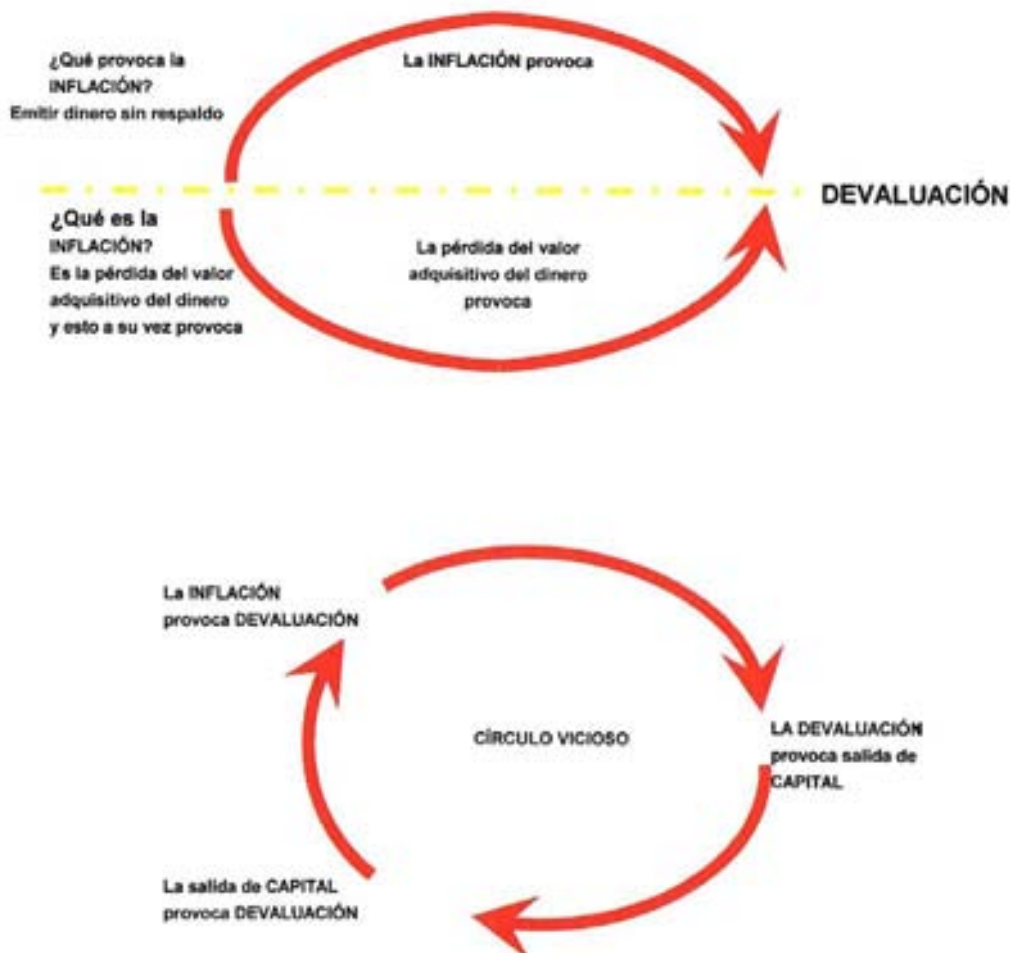 ¿Qué provoca la
INFLACIÓN?
Emitir dinero sin respaldo
La INFLACIÓN provoca
DEVALUACIÓN
¿Qué es la
INFLACIÓN?
Es la pérdida del valor
adquisitivo del dinero
y esto a su vez provoca
La pérdida del valor
adquisitivo del dinero
provoca
La INFLACIÓN
provoca DEVALUACIÓN
CÍRCULO VICIOSO
LA DEVALUACIÓN
provoca salida de
CAPITAL
La salida de CAPITAL
provoca DEVALUACIÓN